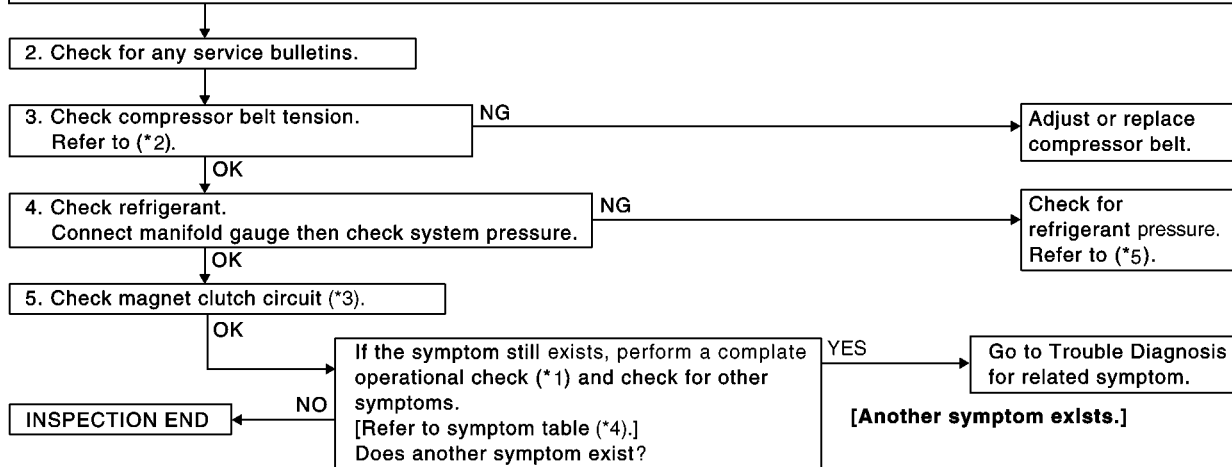 2. Check for any service bulletins.
3. Check compressor belt tension.
Refer to (*2).
NG
Adjust or replace
compressor belt.
OK
4. Check refrigerant.
Connect manifold gauge then check system pressure.
NG
Check for
refrigerant pressure.
Refer to (*5).
OK
5. Check magnet clutch circuit (*3).
OK
If the symptom still exists, perform a complate
operational check (*1) and check for other
symptoms.
[Refer to symptom table (*4).]
Does another symptom exist?
YES
Go to Trouble Diagnosis
for related symptom.
[Another symptom exists.]
NO
INSPECTION END